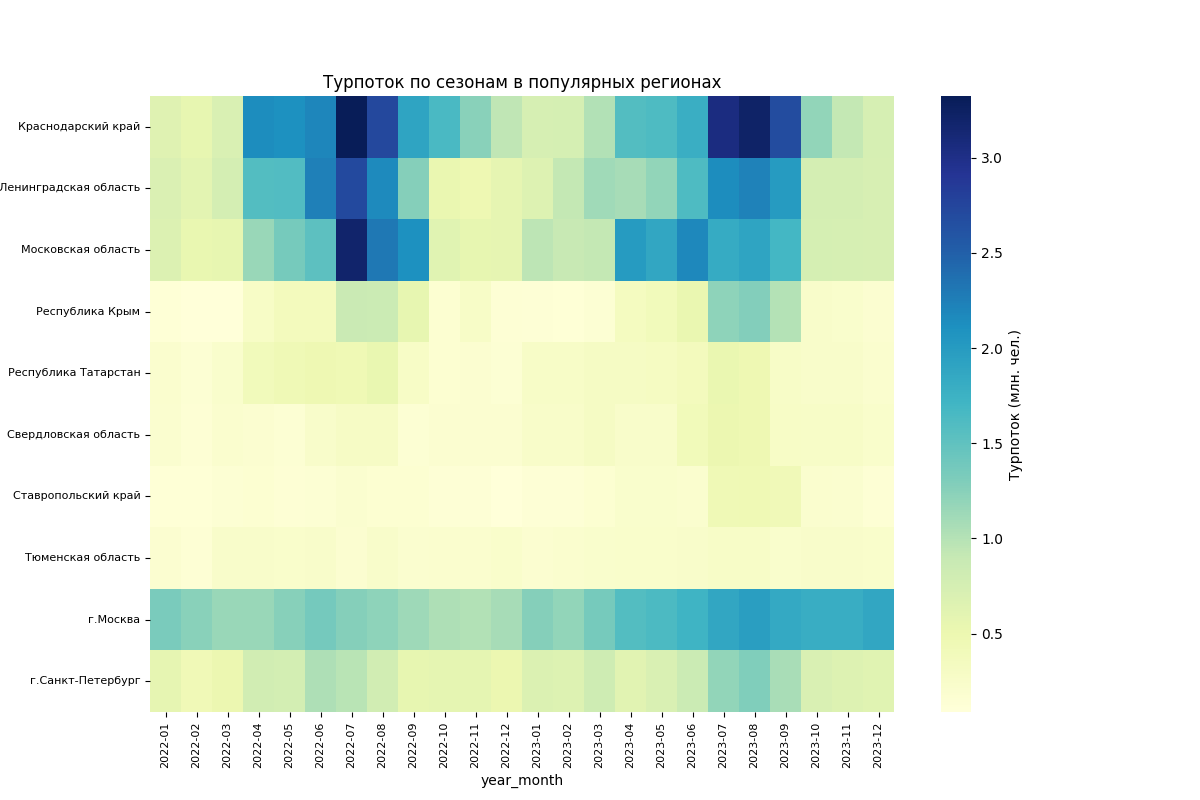 Турпоток по сезонам в популярных регионах
Краснодарский край
Ленинградская область
Московская область
Республика Крым
Республика Татарстан
Свердловская область
Ставропольский край
Тюменская область
г.Москва
г.Санкт-Петербург
2022-01
2022-02
2022-03
2022-04
2022-05
2022-06
2022-07
2022-08
2022-09
2022-10
2022-11
2022-12
2023-01
2023-02
2023-03
2023-04
2023-05
2023-06
2023-07
2023-08
2023-09
2023-10
2023-11
2023-12
year_month
3.0
2.5
2.0
1.5
1.0
0.5
Турпоток (млн. чел.)